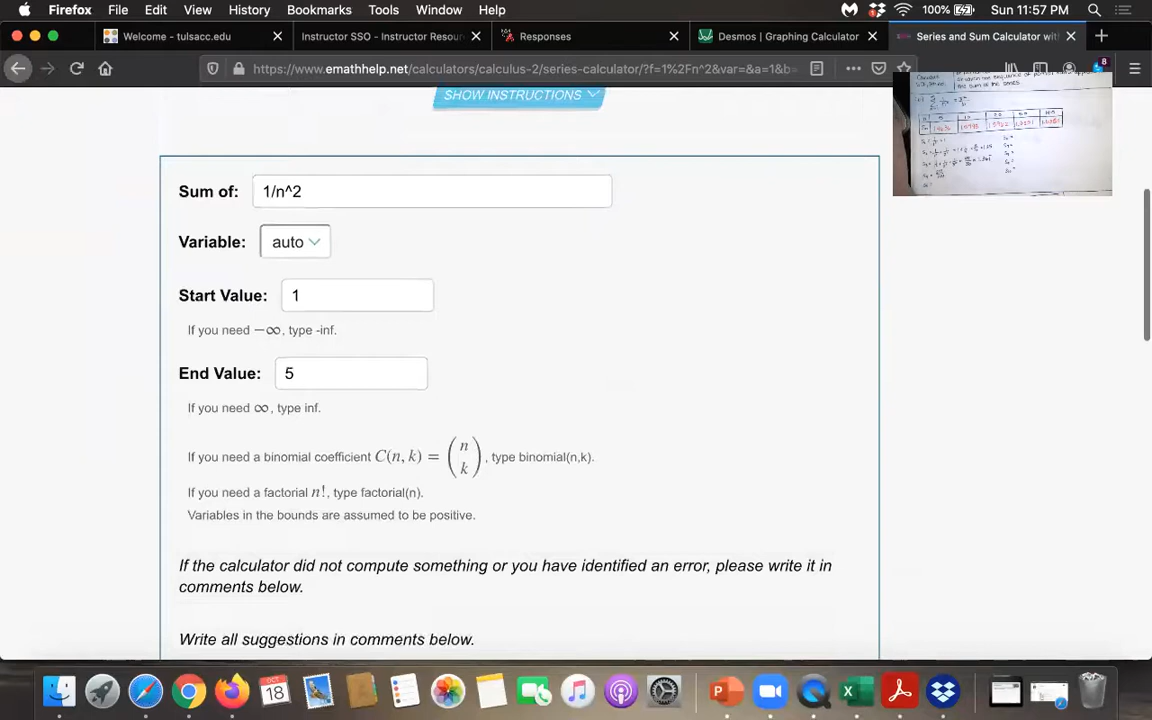 Firefox File Edit View History Bookmarks Tools Window Help 100% Sun 11:57 PM
Welcome - tulsacc.edu Instructor SSO - Instructor Resour Responses Desmos | Graphing Calculator Series and Sum Calculator with
https://www.emathhelp.net/calculators/calculus-2/series-calculator/?f=1%2Fn^2&var=&a=1&b= 8
SHOW INSTRUCTIONS
Sum of: 1/n^2
Variable: auto
Start Value: 1
If you need −∞, type -inf.
End Value: 5
If you need ∞, type inf.
If you need a binomial coefficient C(n, k) = (n k), type binomial(n,k).
If you need a factorial n!, type factorial(n).
Variables in the bounds are assumed to be positive.
If the calculator did not compute something or you have identified an error, please write it in
comments below.
Write all suggestions in comments below.
OCT
18